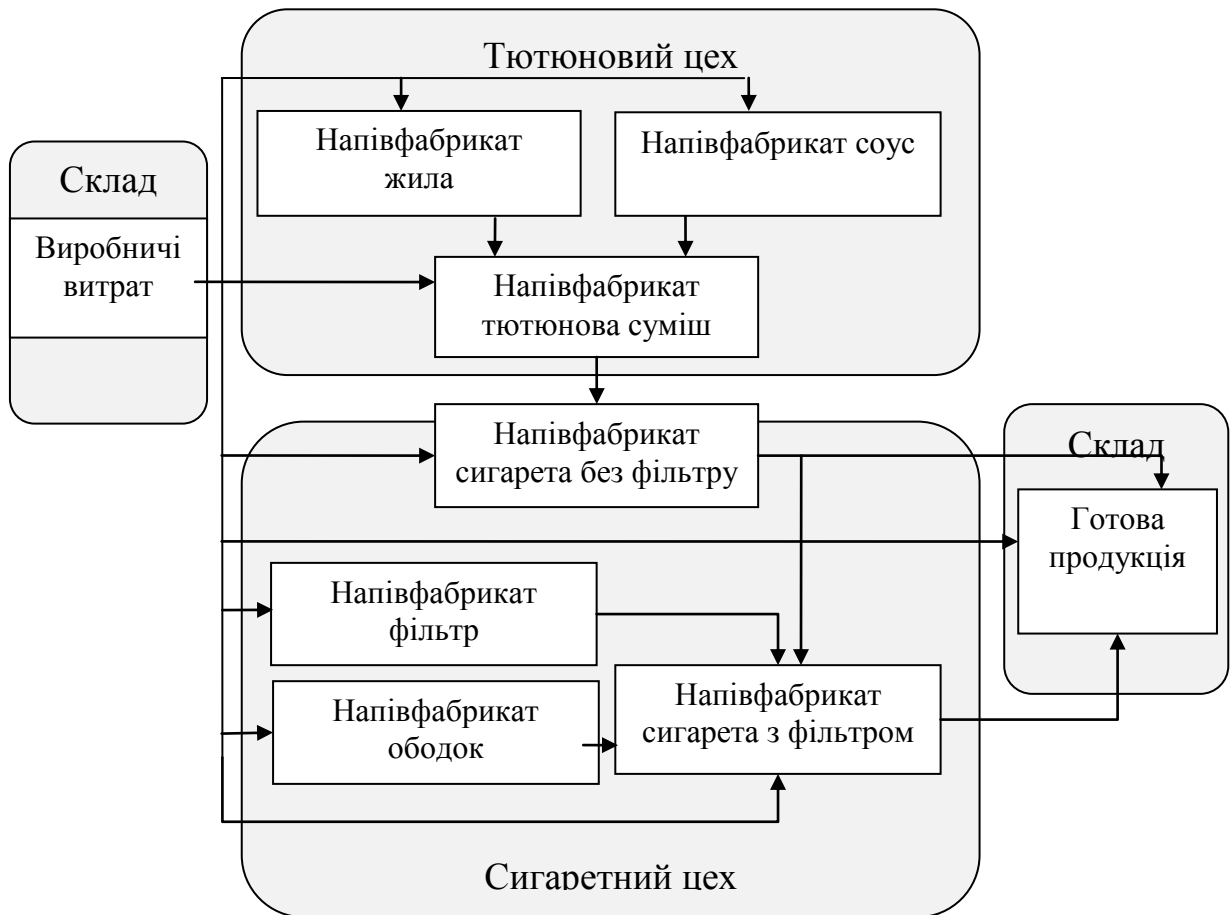 Тютюновий цех
Напівфабрикат
жила
Напівфабрикат соус
Склад
Виробничі
витрат
Напівфабрикат
тютюнова суміш
Напівфабрикат
сигарета без фільтру
Склад
Готова
продукція
Напівфабрикат
фільтр
Напівфабрикат
ободок
Напівфабрикат
сигарета з фільтром
Сигаретний цех